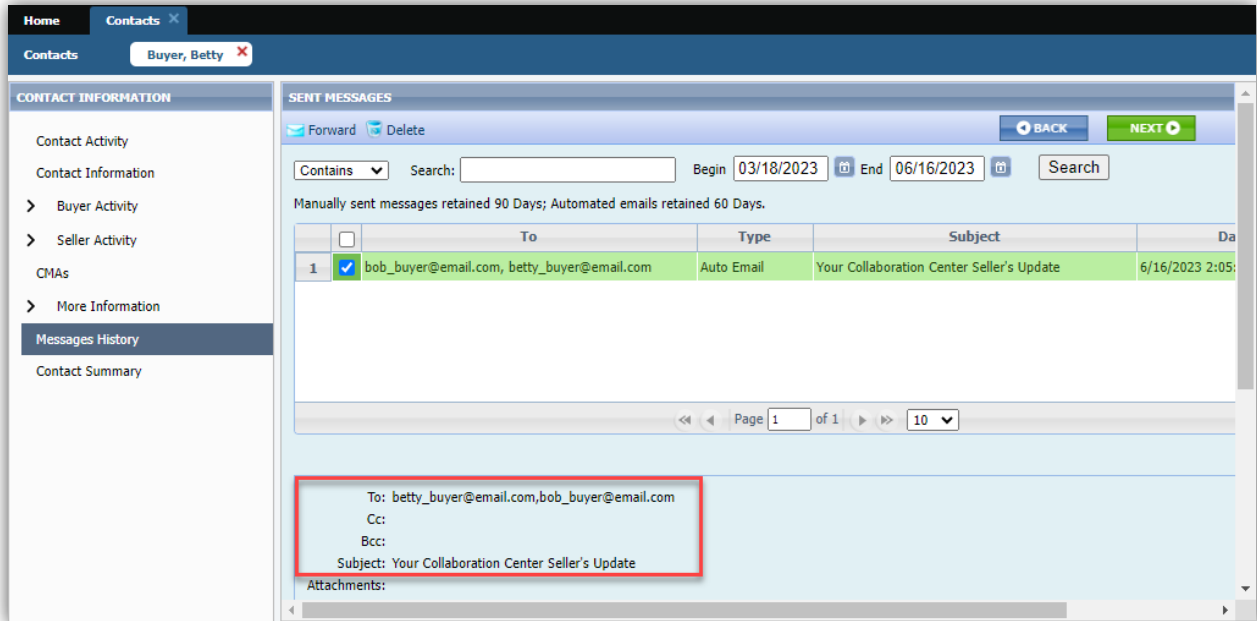 Home Contacts
Contacts Buyer, Betty
CONTACT INFORMATION
Contact Activity
Contact Information
Buyer Activity
Seller Activity
CMAs
More Information
Messages History
Contact Summary
SENT MESSAGES
Forward Delete BACK NEXT
Contains Search: Begin 03/18/2023 End 06/16/2023 Search
Manually sent messages retained 90 Days; Automated emails retained 60 Days.
To Type Subject Da
1 bob_buyer@email.com, betty_buyer@email.com Auto Email Your Collaboration Center Seller's Update 6/16/2023 2:05:
Page 1 of 1 10
To: betty_buyer@email.com,bob_buyer@email.com
Cc:
Bcc:
Subject: Your Collaboration Center Seller's Update
Attachments: